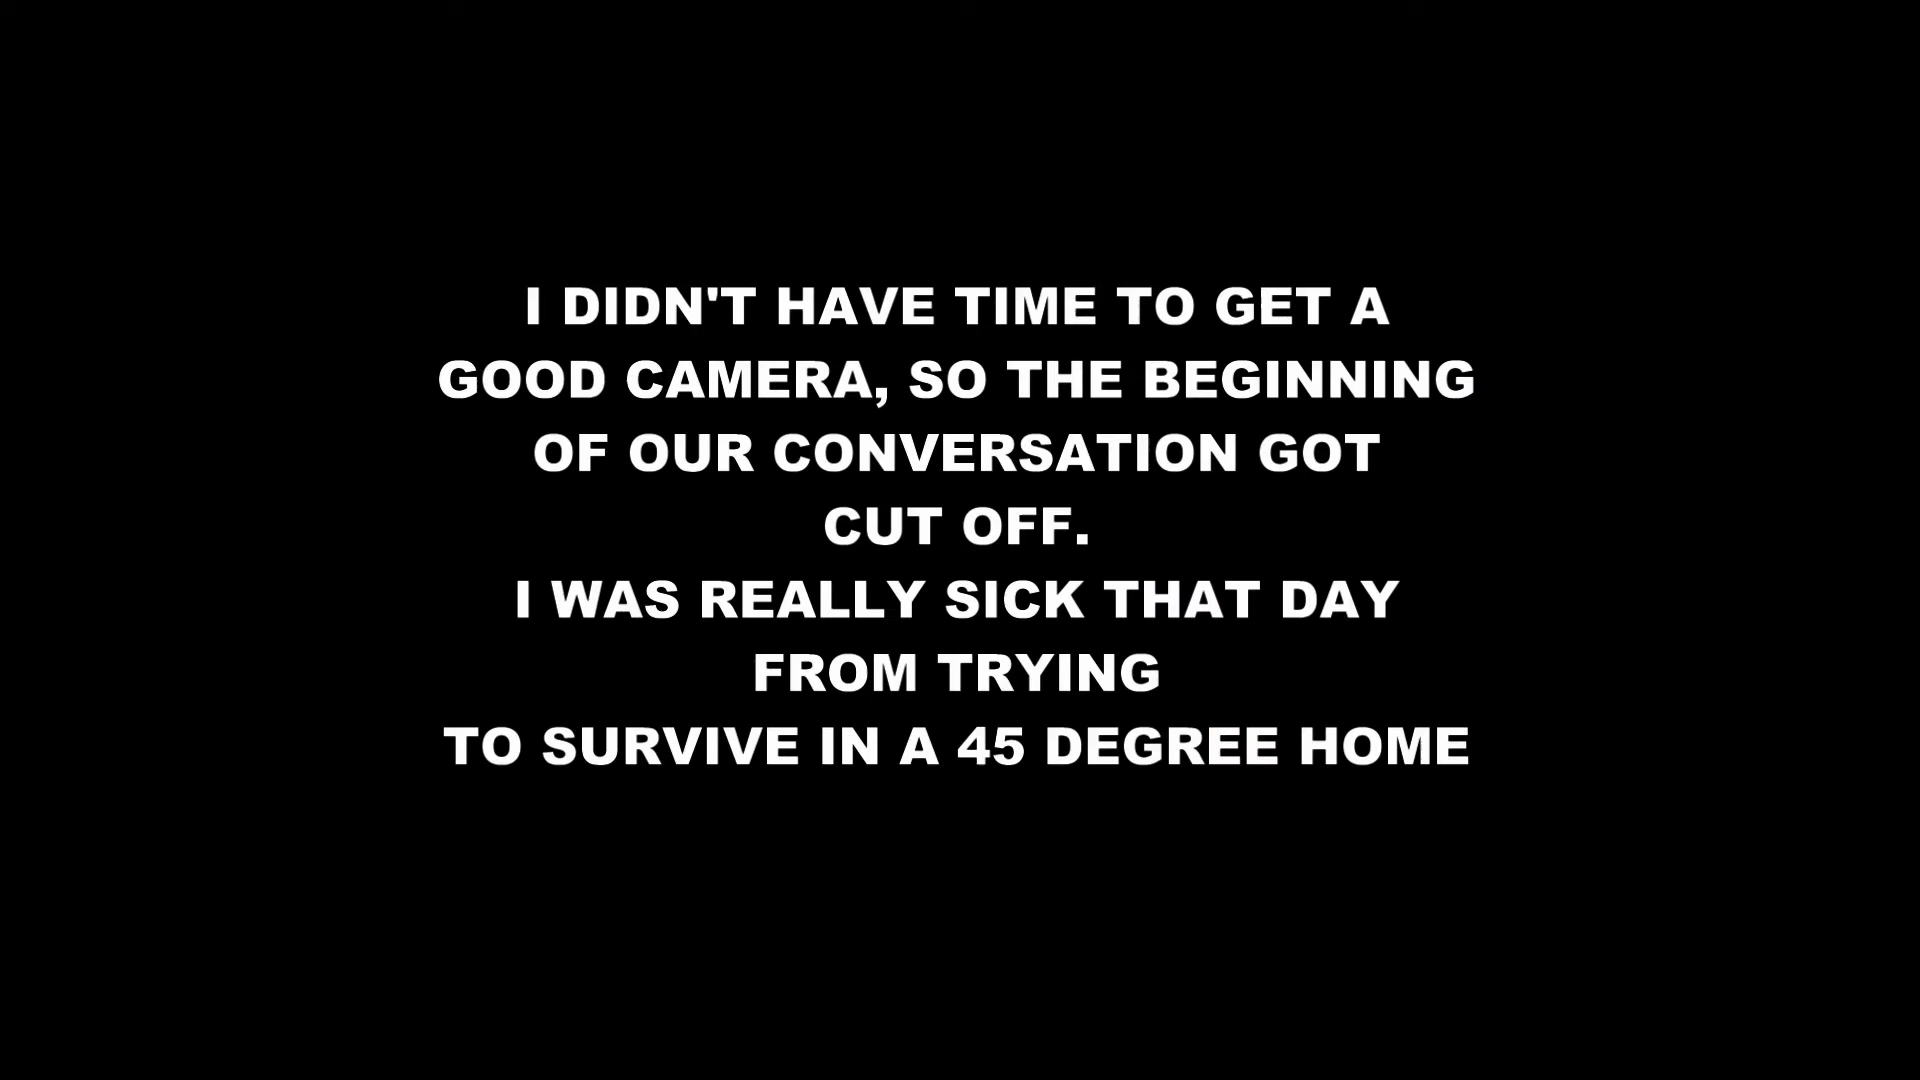 I DIDN'T HAVE TIME TO GET A
GOOD CAMERA, SO THE BEGINNING
OF OUR CONVERSATION GOT
CUT OFF.
I WAS REALLY SICK THAT DAY
FROM TRYING
TO SURVIVE IN A 45 DEGREE HOME